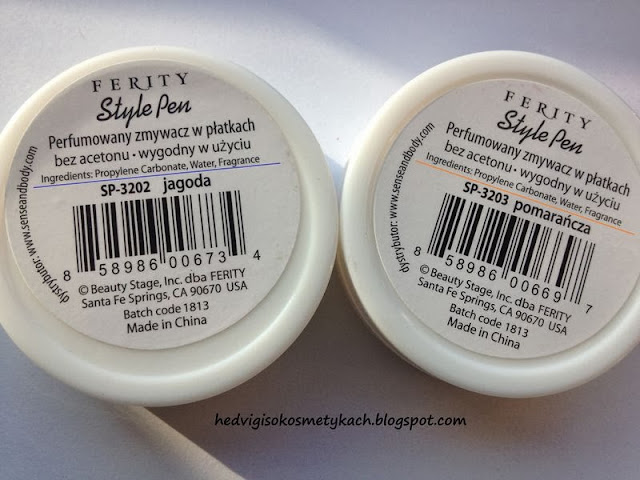 FERITY
Style Pen
Perfumowany zmywacz w płatkach
bez acetonu • wygodny w użyciu
Ingredients: Propylene Carbonate, Water, Fragrance
SP-3202 jagoda
8 58986 00673 4
© Beauty Stage, Inc. dba FERITY
Santa Fe Springs, CA 90670 USA
Batch code 1813
Made in China
dystrybutor: www.senseandbody.com
FERITY
Style Pen
Perfumowany zmywacz w płatkach
bez acetonu • wygodny w użyciu
Ingredients: Propylene Carbonate, Water, Fragrance
SP-3203 pomarańcza
8 58986 00669 7
© Beauty Stage, Inc. dba FERITY
Santa Fe Springs, CA 90670 USA
Batch code 1813
Made in China
dystrybutor: www.senseandbody.com
hedvigisokosmetykach.blogspot.com